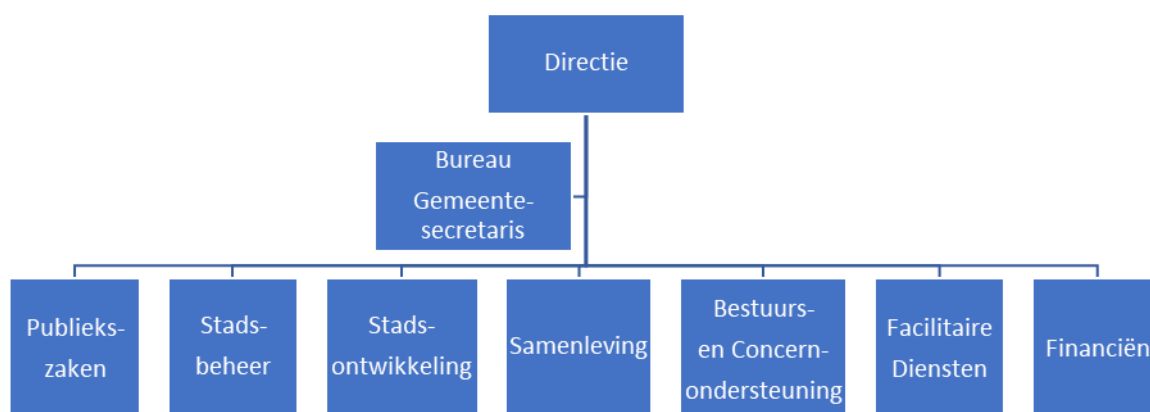 Directie
Bureau
Gemeente-
secretaris
Publieks-
zaken
Stads-
beheer
Stads-
ontwikkeling
Samenleving
Bestuurs-
en Concern-
ondersteuning
Facilitaire
Diensten
Financiën